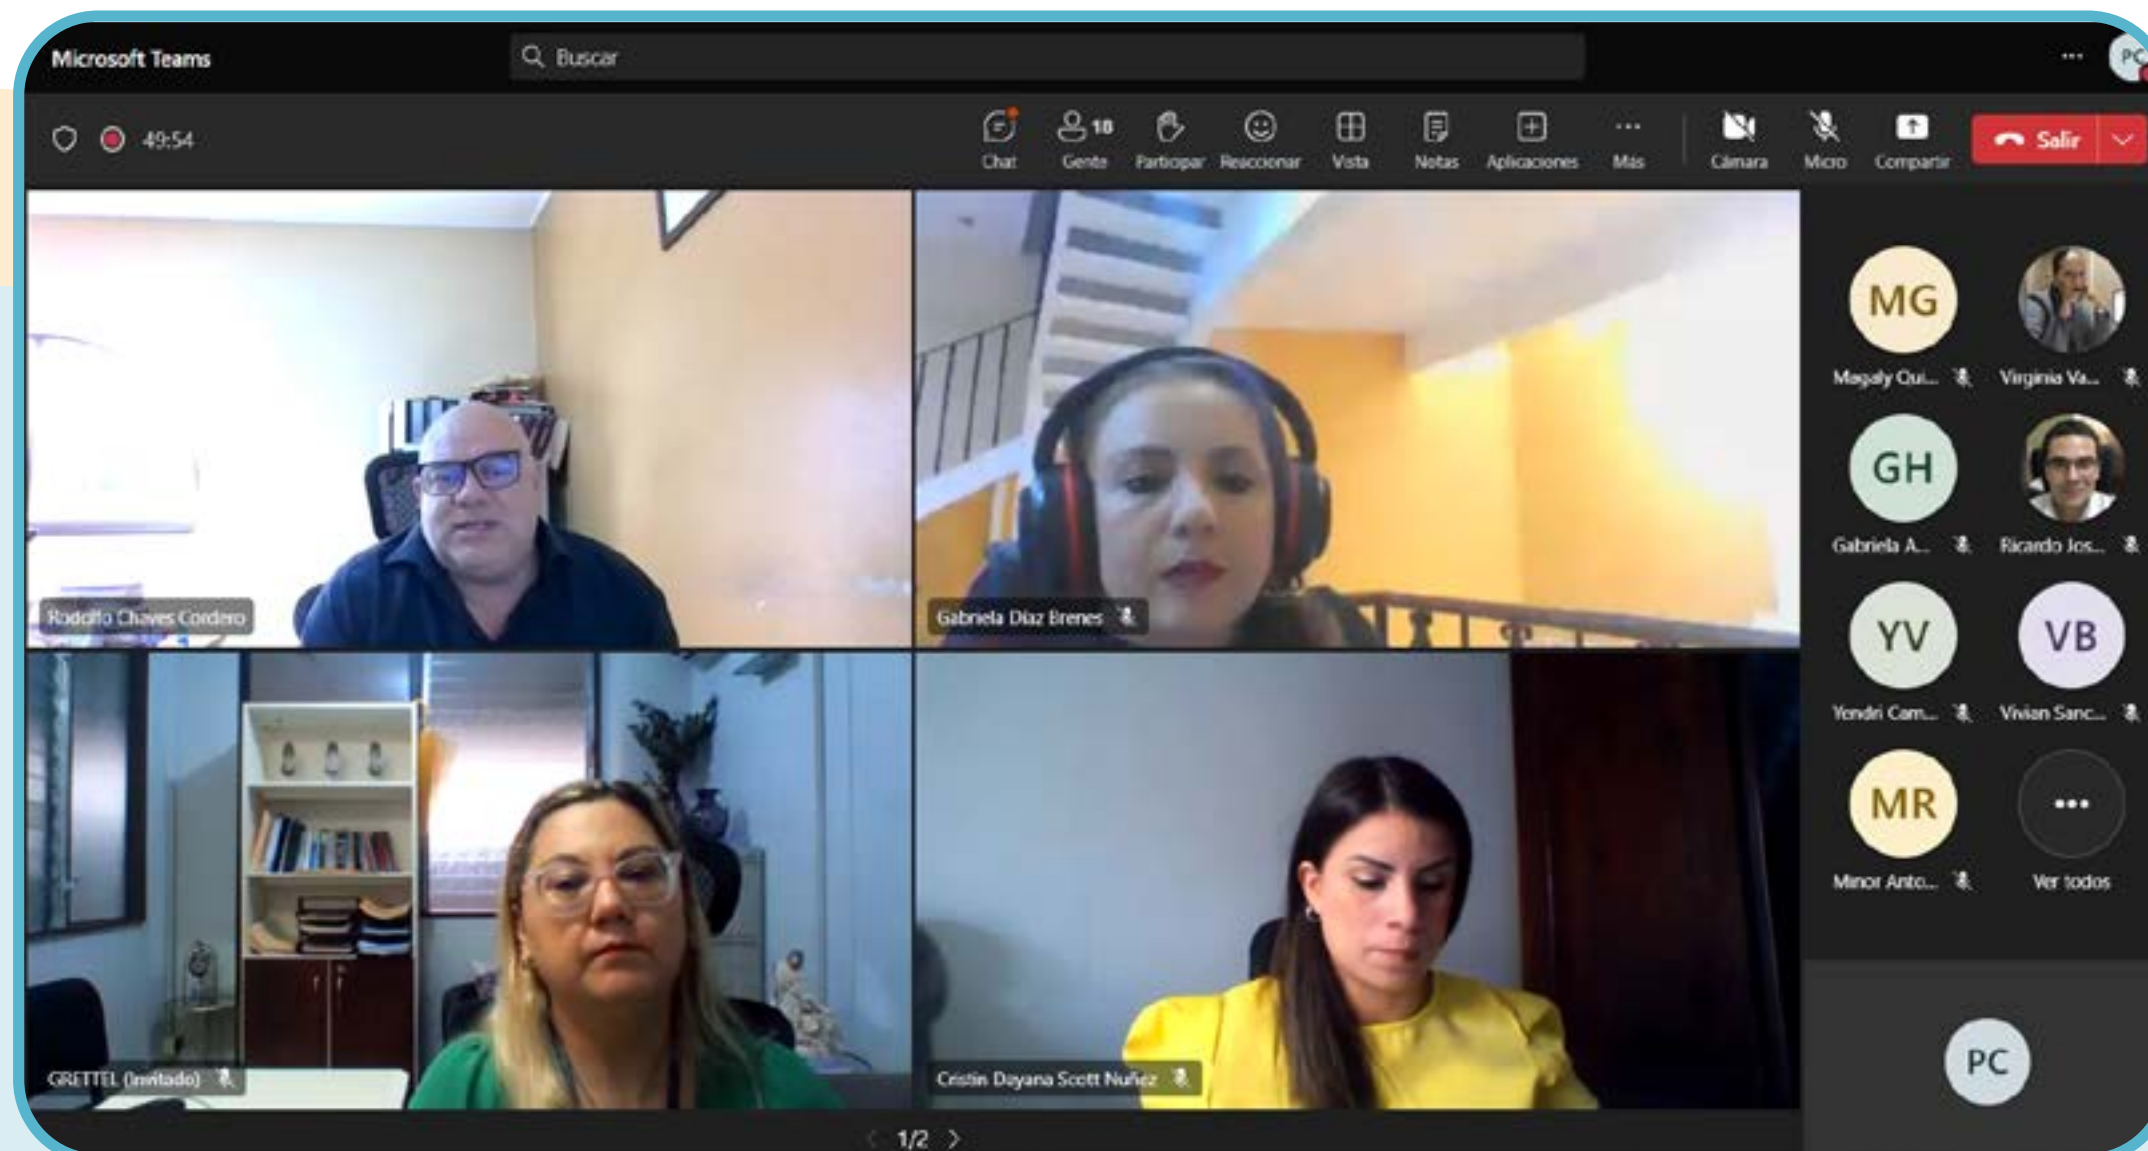 Microsoft Teams
Buscar
PC
49:54
Chat
18
Gente
Participar
Reaccionar
Vista
Notas
Aplicaciones
Más
Cámara
Micro
Compartir
Salir
Rodolfo Chaves Cordero
Gabriela Díaz Brenes
GRETTEL (Invitado)
Cristin Dayana Scott Nuñez
MG
Magaly Qui...
Virginia Va...
GH
Gabriela A...
Ricardo Jos...
YV
Yendri Cam...
VB
Vivian Sanc...
MR
Minor Anto...
Ver todos
PC
1/2